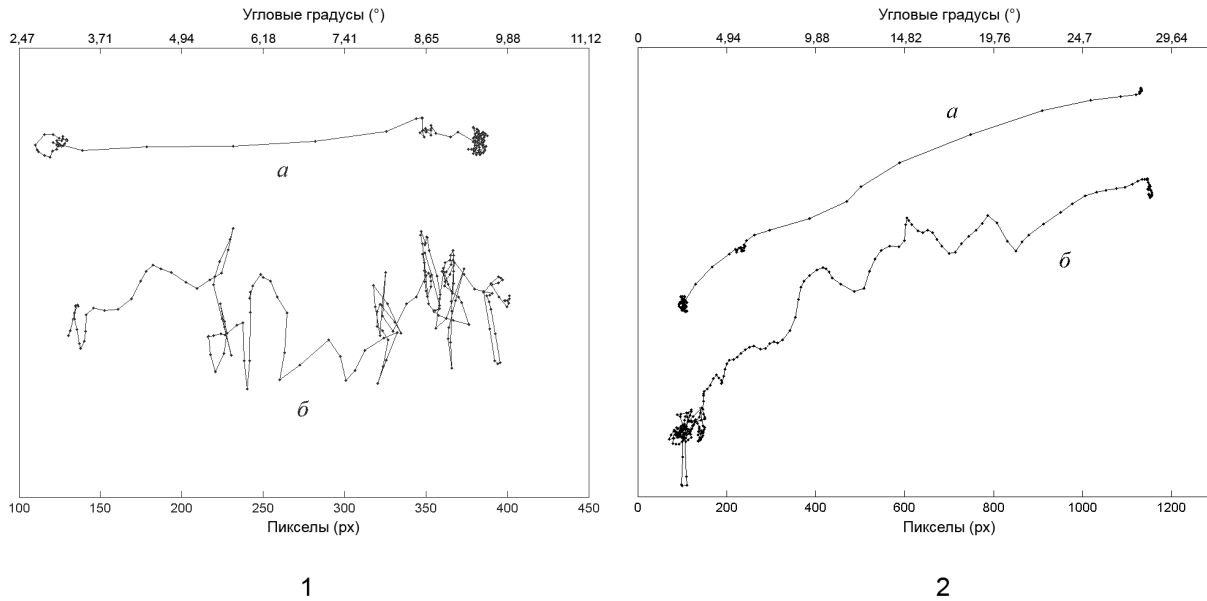 Угловые градусы (°)
2,47 3,71 4,94 6,18 7,41 8,65 9,88 11,12
а
б
100 150 200 250 300 350 400 450
Пикселы (px)
1
Угловые градусы (°)
0 4,94 9,88 14,82 19,76 24,7 29,64
а
б
0 200 400 600 800 1000 1200
Пикселы (px)
2